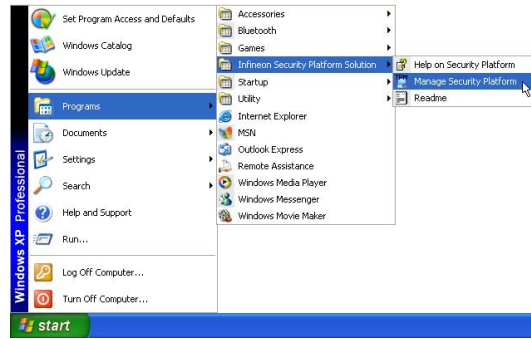 Set Program Access and Defaults
Windows Catalog
Windows Update
Programs
Documents
Settings
Search
Help and Support
Run...
Log Off Computer...
Turn Off Computer...
Windows XP Professional
start
Accessories
Bluetooth
Games
Infineon Security Platform Solution
Startup
Utility
Internet Explorer
MSN
Outlook Express
Remote Assistance
Windows Media Player
Windows Messenger
Windows Movie Maker
Help on Security Platform
TPM
Manage Security Platform
Readme